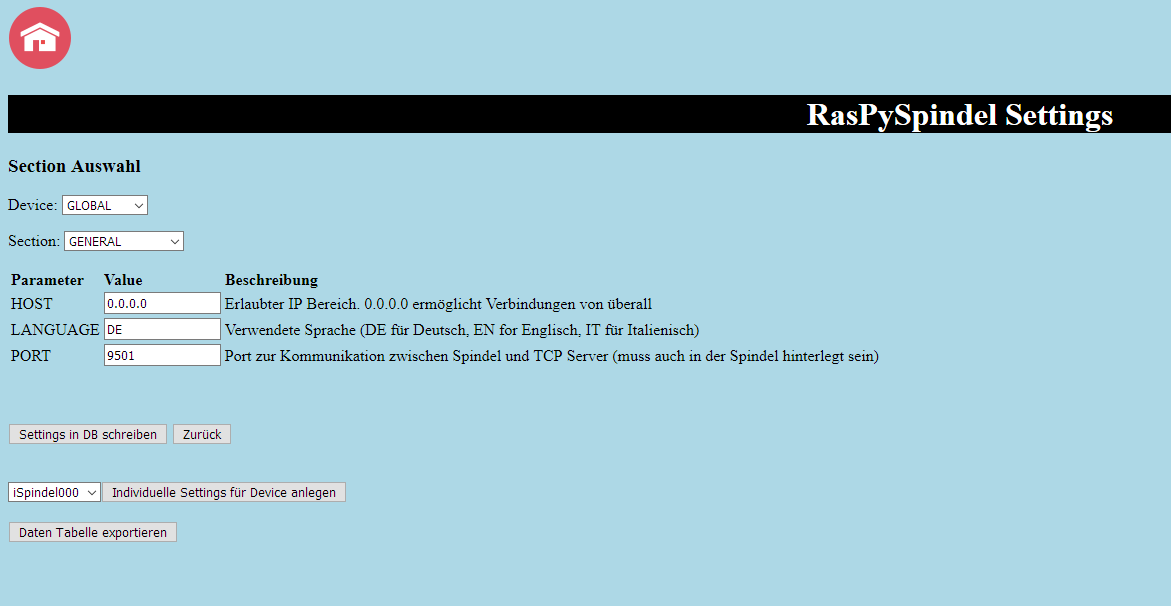 RasPySpindel Settings
Section Auswahl
Device: GLOBAL
Section: GENERAL
Parameter Value Beschreibung
HOST 0.0.0.0 Erlaubter IP Bereich. 0.0.0.0 ermöglicht Verbindungen von überall
LANGUAGE DE Verwendete Sprache (DE für Deutsch, EN for Englisch, IT für Italienisch)
PORT 9501 Port zur Kommunikation zwischen Spindel und TCP Server (muss auch in der Spindel hinterlegt sein)
Settings in DB schreiben Zurück
iSpindel000 Individuelle Settings für Device anlegen
Daten Tabelle exportieren